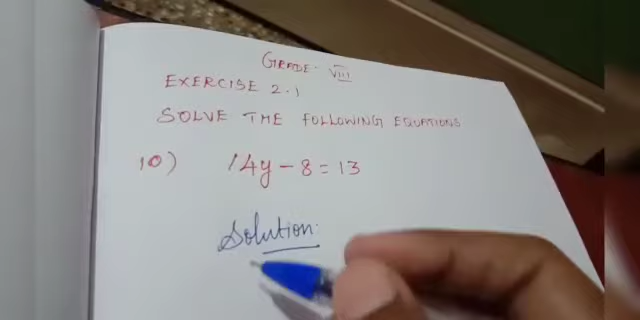 GRADE- VIII
EXERCISE 2.1
SOLVE THE FOLLOWING EQUATIONS
10) 14y - 8 = 13
Solution: